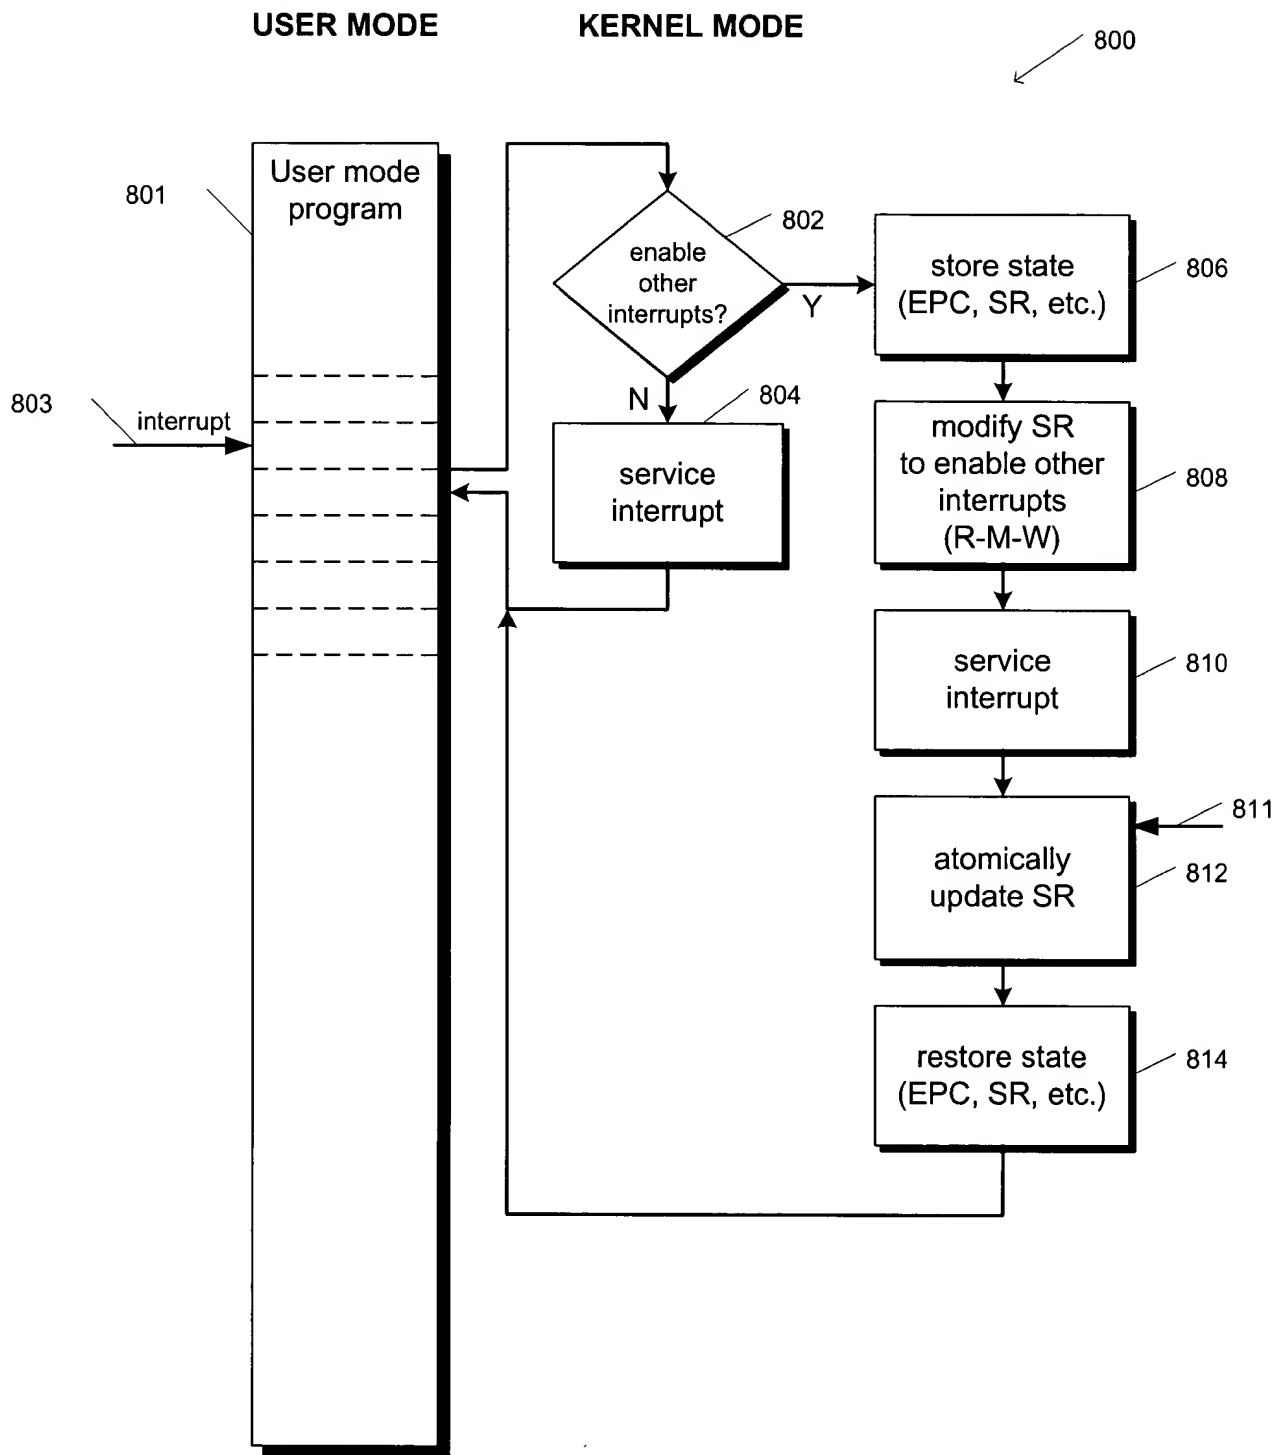 USER MODE
KERNEL MODE
800
User mode
program
801
802
enable
other
interrupts?
Y
store state
(EPC, SR, etc.)
806
803
interrupt
N
804
service
interrupt
modify SR
to enable other
interrupts
(R-M-W)
808
service
interrupt
810
811
atomically
update SR
812
restore state
(EPC, SR, etc.)
814